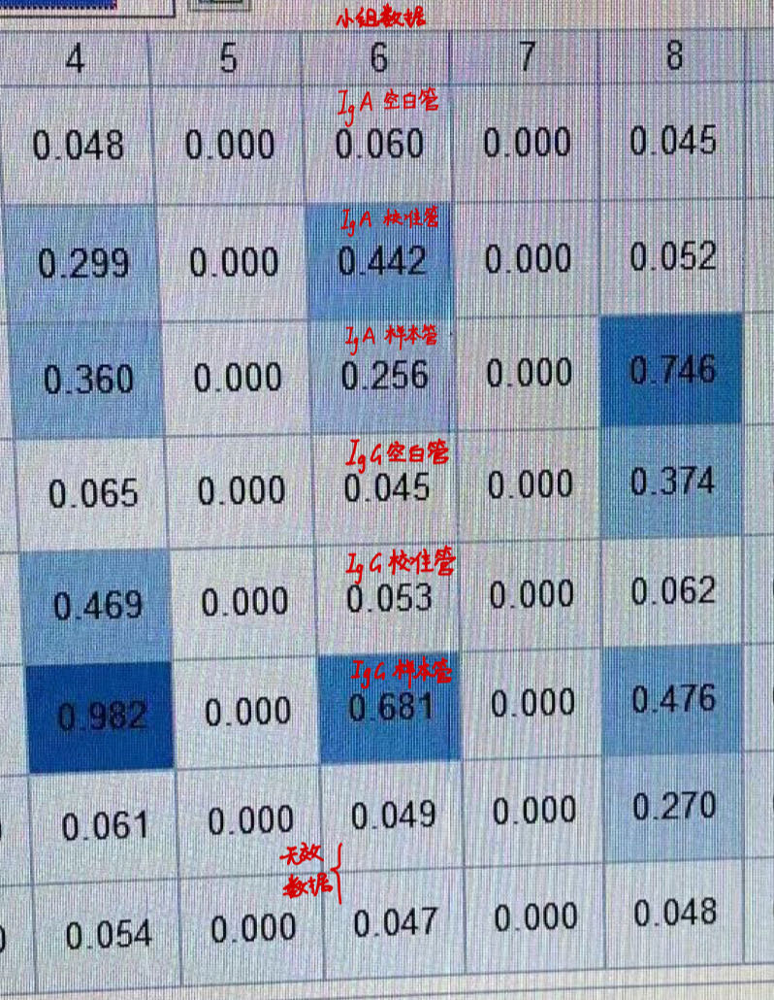 小组数据
4 5 6 7 8
IgA 空白管
0.048 0.000 0.060 0.000 0.045
IgA 校准管
0.299 0.000 0.442 0.000 0.052
IgA 样本管
0.360 0.000 0.256 0.000 0.746
IgG 空白管
0.065 0.000 0.045 0.000 0.374
IgG 校准管
0.469 0.000 0.053 0.000 0.062
IgG 样本管
0.982 0.000 0.681 0.000 0.476
0.061 0.000 0.049 0.000 0.270
无效
数据
0.054 0.000 0.047 0.000 0.048